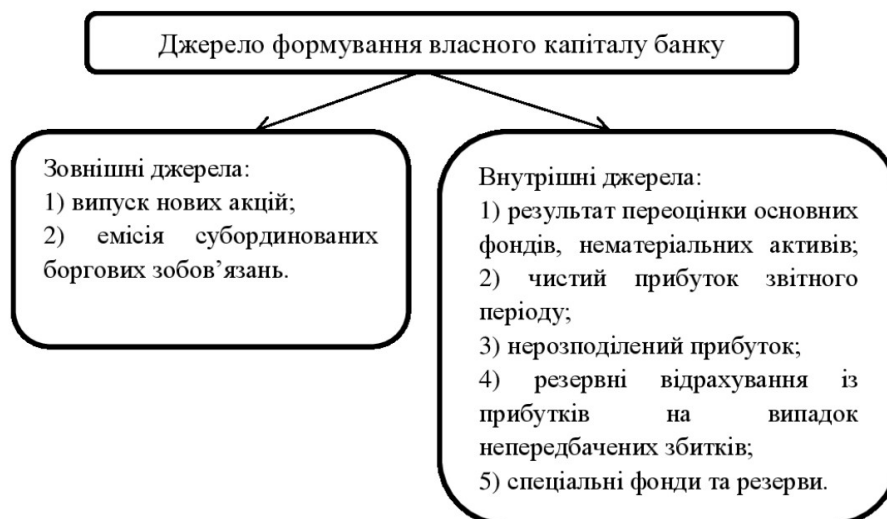 Джерело формування власного капіталу банку
Зовнішні джерела:
1) випуск нових акцій;
2) емісія субординованих
боргових зобов’язань.
Внутрішні джерела:
1) результат переоцінки основних
фондів, нематеріальних активів;
2) чистий прибуток звітного
періоду;
3) нерозподілений прибуток;
4) резервні відрахування із
прибутків на випадок
непередбачених збитків;
5) спеціальні фонди та резерви.